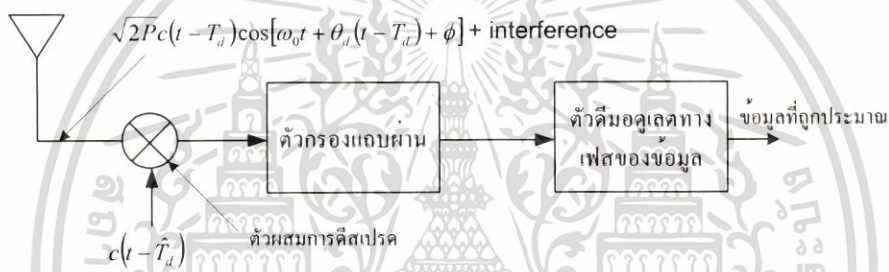 √2Pc(t − T_d)cos[ω₀t + θ_d(t − T_d) + ϕ] + interference
ตัวกรองแถบผ่าน
ตัวดีมอดูเลตทาง
เฟสของข้อมูล
ข้อมูลที่ถูกประมาณ
ตัวผสมการดีสเปรด
c(t − T̂_d)